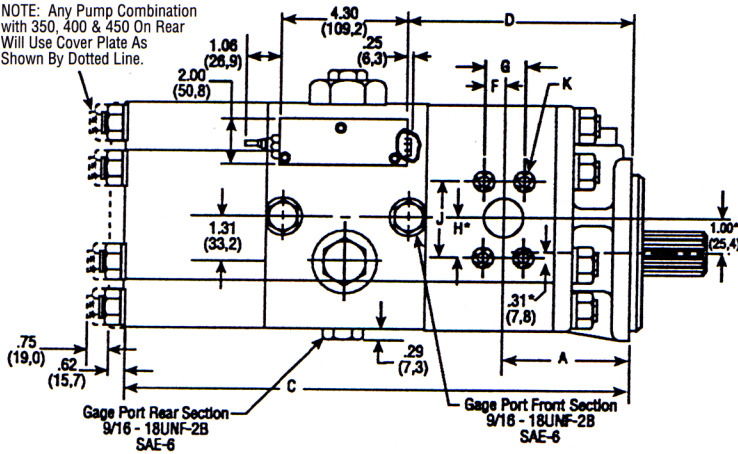 NOTE: Any Pump Combination
with 350, 400 & 450 On Rear
Will Use Cover Plate As
Shown By Dotted Line.
4.30
(109,2)
D
1.06
(26,9)
.25
(6,3)
2.00
(50,8)
G
F
K
1.31
(33,2)
J
H*
1.00*
(25,4)
.31*
(7,8)
.75
(19,0)
.62
(15,7)
.29
(7,3)
A
C
Gage Port Rear Section
9/16 - 18UNF-2B
SAE-6
Gage Port Front Section
9/16 - 18UNF-2B
SAE-6